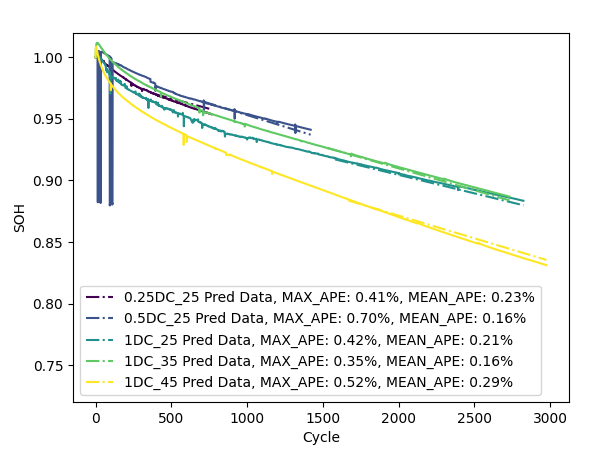 1.00
0.95
0.90
0.85
0.80
0.75
SOH
0.25DC_25 Pred Data, MAX_APE: 0.41%, MEAN_APE: 0.23%
0.5DC_25 Pred Data, MAX_APE: 0.70%, MEAN_APE: 0.16%
1DC_25 Pred Data, MAX_APE: 0.42%, MEAN_APE: 0.21%
1DC_35 Pred Data, MAX_APE: 0.35%, MEAN_APE: 0.16%
1DC_45 Pred Data, MAX_APE: 0.52%, MEAN_APE: 0.29%
0 500 1000 1500 2000 2500 3000
Cycle